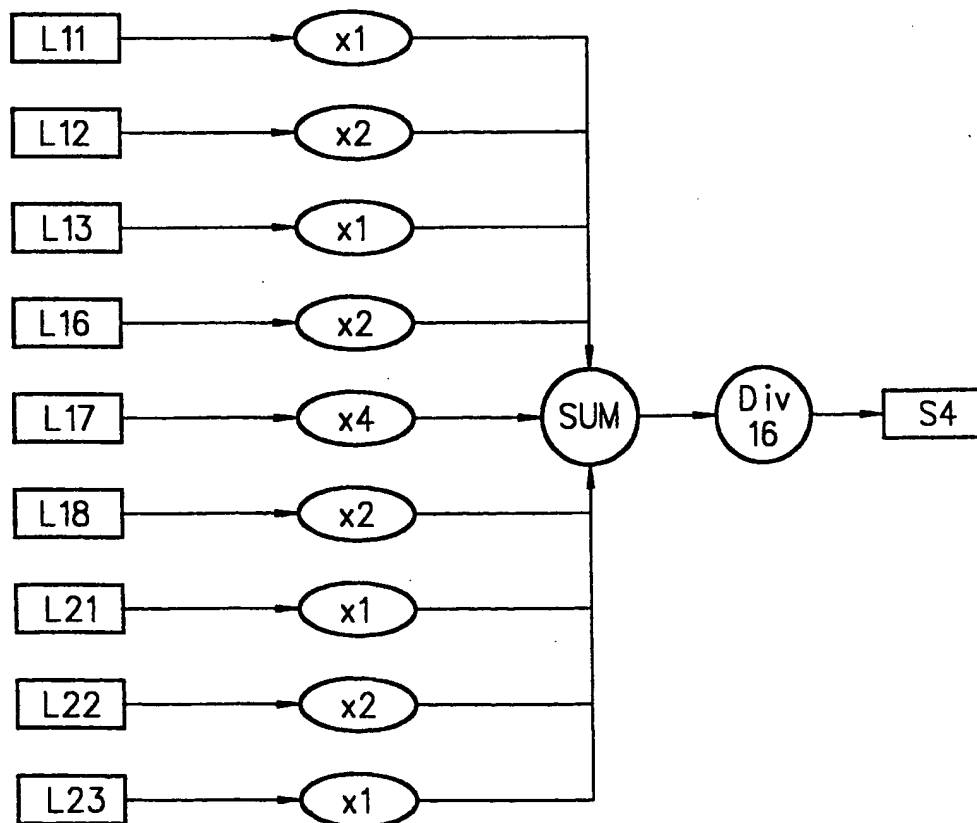 L11 x1
L12 x2
L13 x1
L16 x2
L17 x4 SUM Div 16 S4
L18 x2
L21 x1
L22 x2
L23 x1